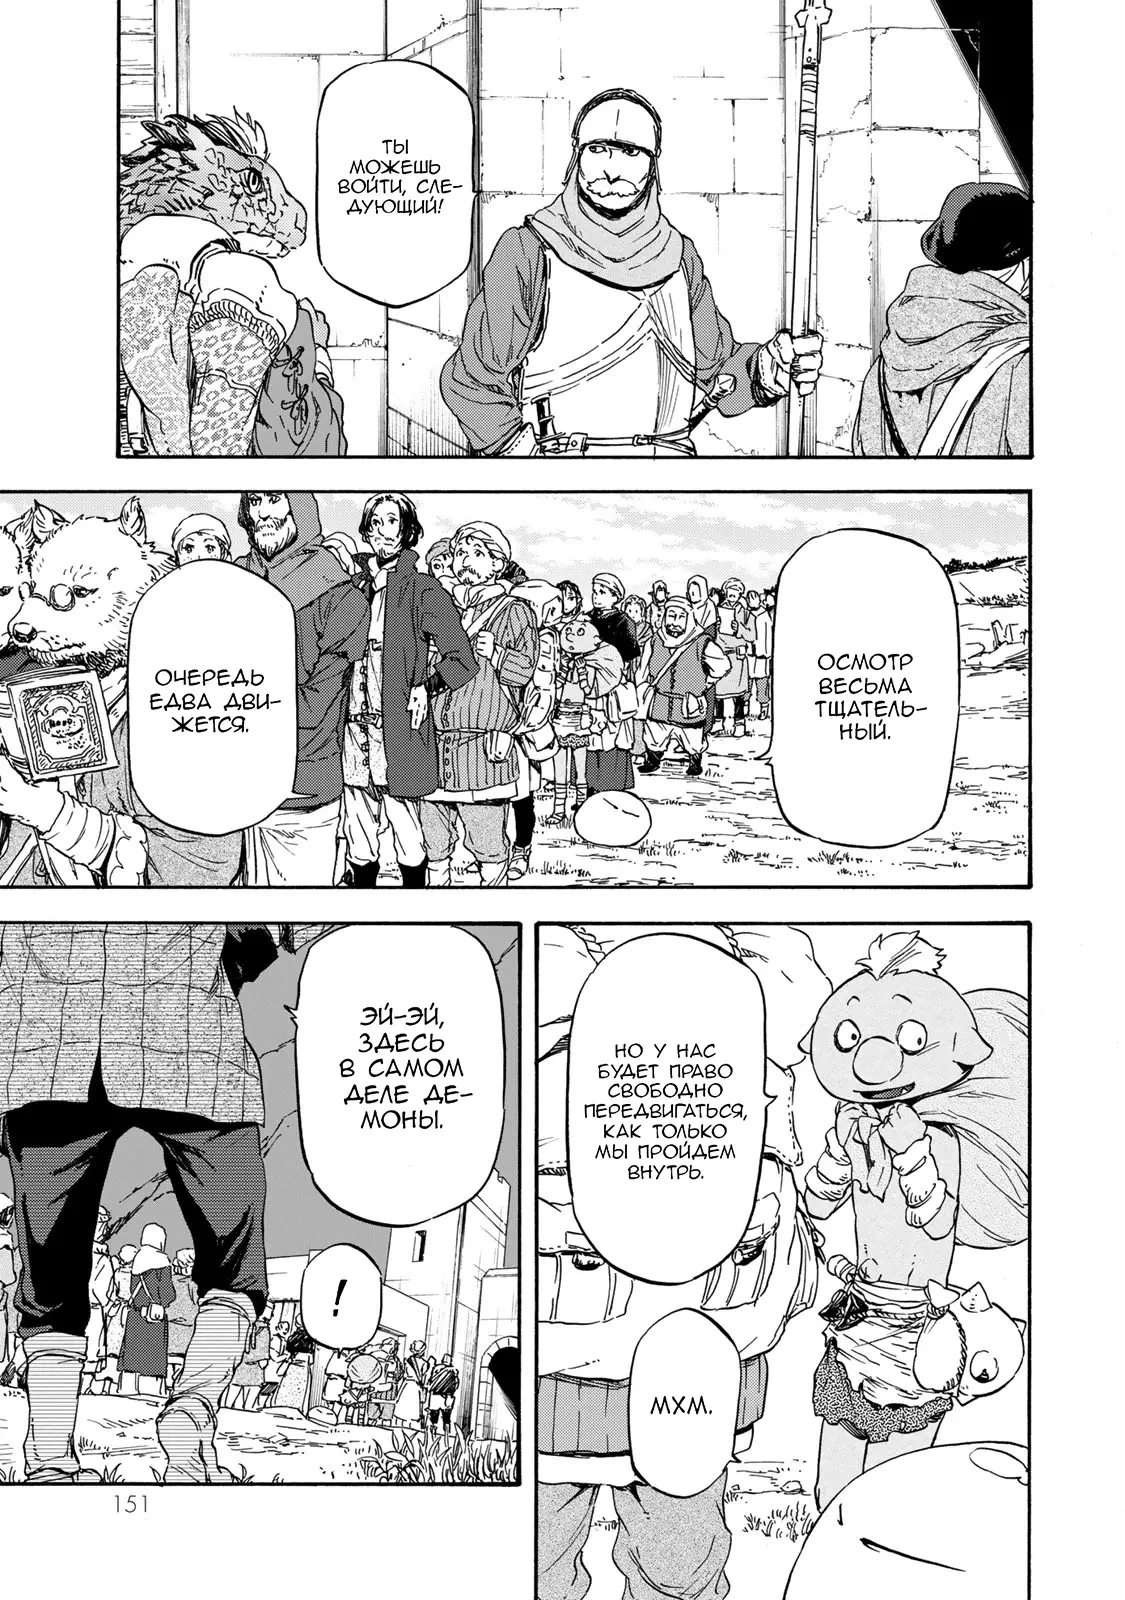 ТЫ
МОЖЕШЬ
ВОЙТИ, СЛЕ-
ДУЮЩИЙ!
ОСМОТР
ВЕСЬМА
ТЩАТЕЛЬ-
НЫЙ.
ОЧЕРЕДЬ
ЕДВА ДВИ-
ЖЕТСЯ.
НО У НАС
БУДЕТ ПРАВО
СВОБОДНО
ПЕРЕДВИГАТЬСЯ,
КАК ТОЛЬКО
МЫ ПРОЙДЕМ
ВНУТРЬ.
МХМ.
ЭЙ-ЭЙ,
ЗДЕСЬ
В САМОМ
ДЕЛЕ ДЕ-
МОНЫ.
!
151